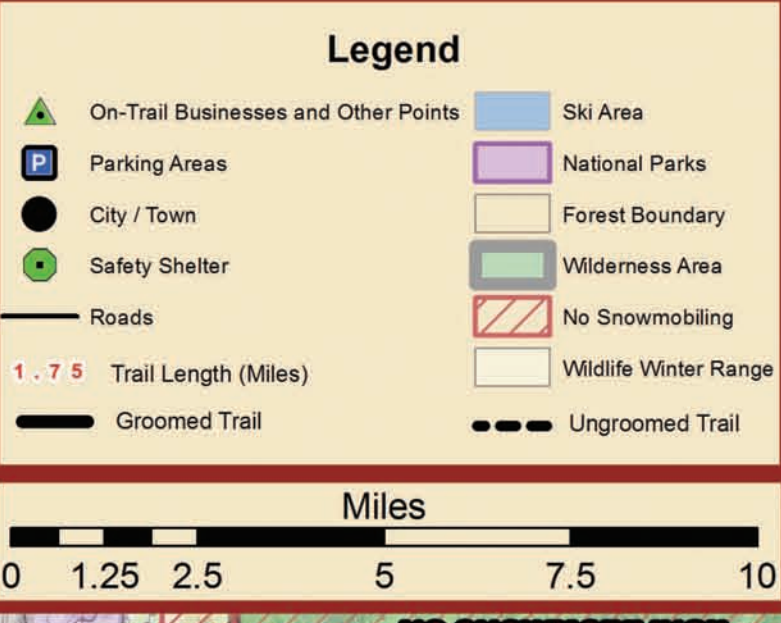 Legend
On-Trail Businesses and Other Points
P Parking Areas
City / Town
Safety Shelter
Roads
1.75 Trail Length (Miles)
Groomed Trail
Ski Area
National Parks
Forest Boundary
Wilderness Area
No Snowmobiling
Wildlife Winter Range
Ungroomed Trail
Miles
0 1.25 2.5 5 7.5 10